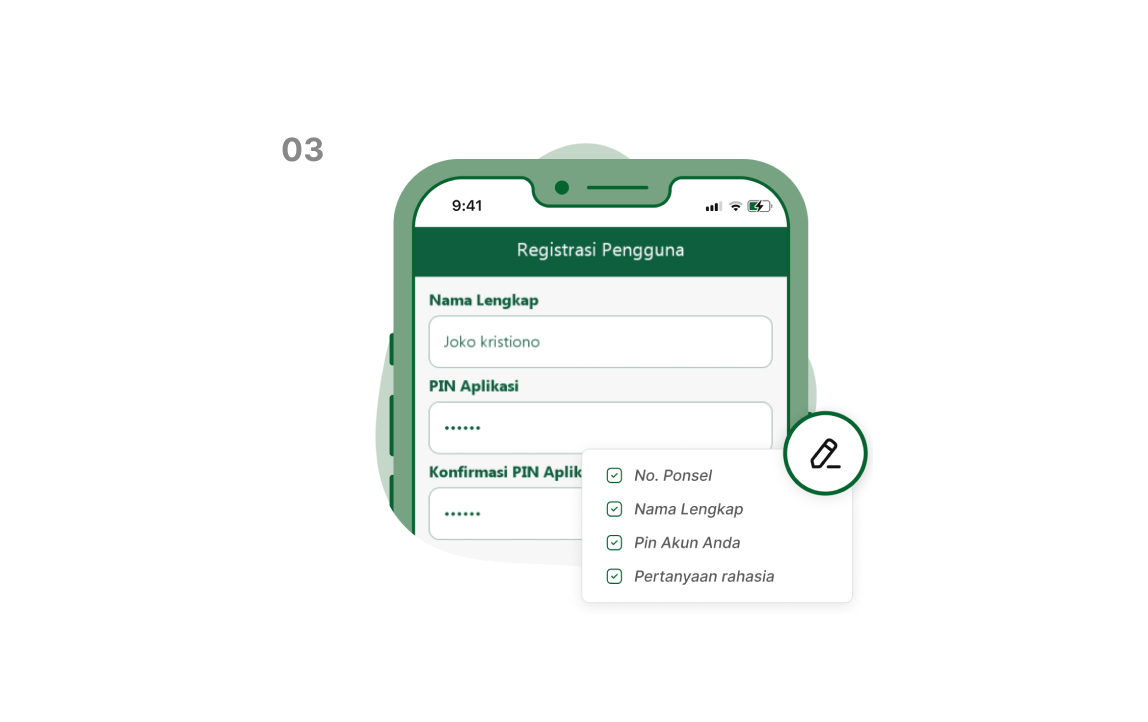 03
9:41
Registrasi Pengguna
Nama Lengkap
Joko kristiono
PIN Aplikasi
••••••
Konfirmasi PIN Aplik
••••••
No. Ponsel
Nama Lengkap
Pin Akun Anda
Pertanyaan rahasia